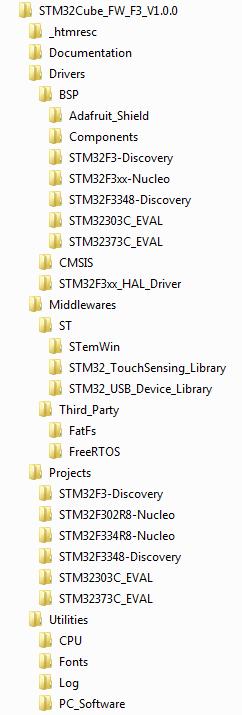 STM32Cube_FW_F3_V1.0.0
_htmresc
Documentation
Drivers
BSP
Adafruit_Shield
Components
STM32F3-Discovery
STM32F3xx-Nucleo
STM32F3348-Discovery
STM32303C_EVAL
STM32373C_EVAL
CMSIS
STM32F3xx_HAL_Driver
Middlewares
ST
STemWin
STM32_TouchSensing_Library
STM32_USB_Device_Library
Third_Party
FatFs
FreeRTOS
Projects
STM32F3-Discovery
STM32F302R8-Nucleo
STM32F334R8-Nucleo
STM32F3348-Discovery
STM32303C_EVAL
STM32373C_EVAL
Utilities
CPU
Fonts
Log
PC_Software